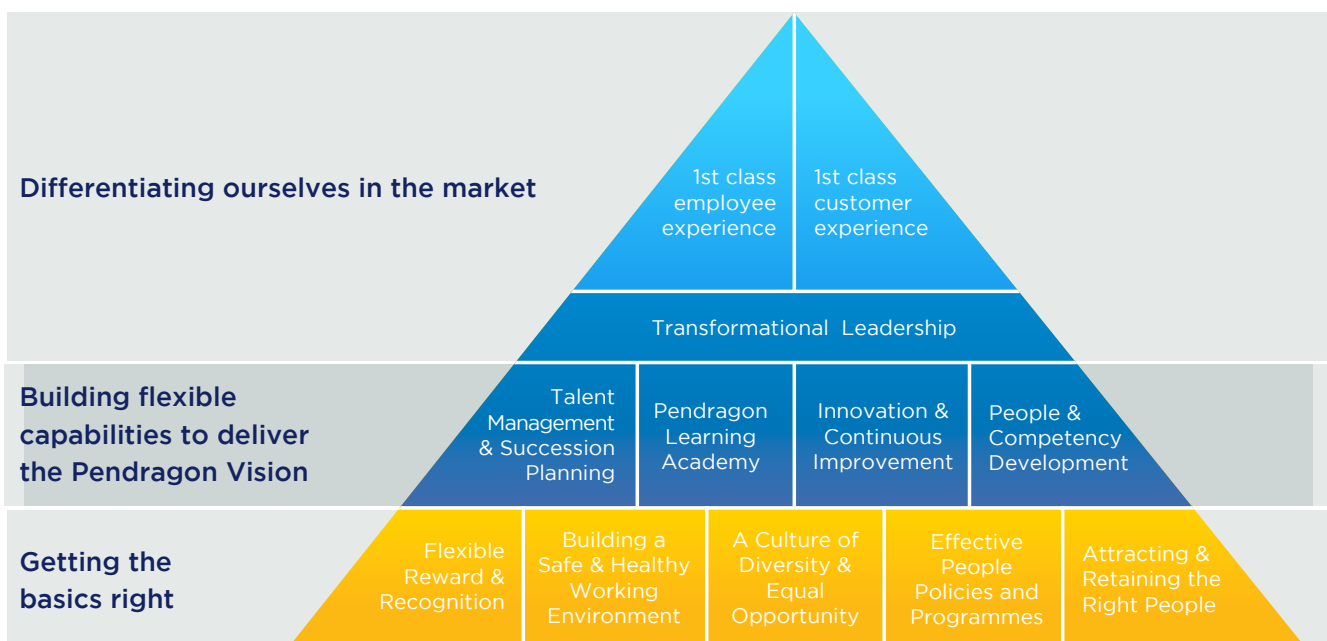 Differentiating ourselves in the market
1st class
employee
experience
1st class
customer
experience
Transformational Leadership
Building flexible
capabilities to deliver
the Pendragon Vision
Talent
Management
& Succession
Planning
Pendragon
Learning
Academy
Innovation &
Continuous
Improvement
People &
Competency
Development
Getting the
basics right
Flexible
Reward &
Recognition
Building a
Safe & Healthy
Working
Environment
A Culture of
Diversity &
Equal
Opportunity
Effective
People
Policies and
Programmes
Attracting &
Retaining the
Right People